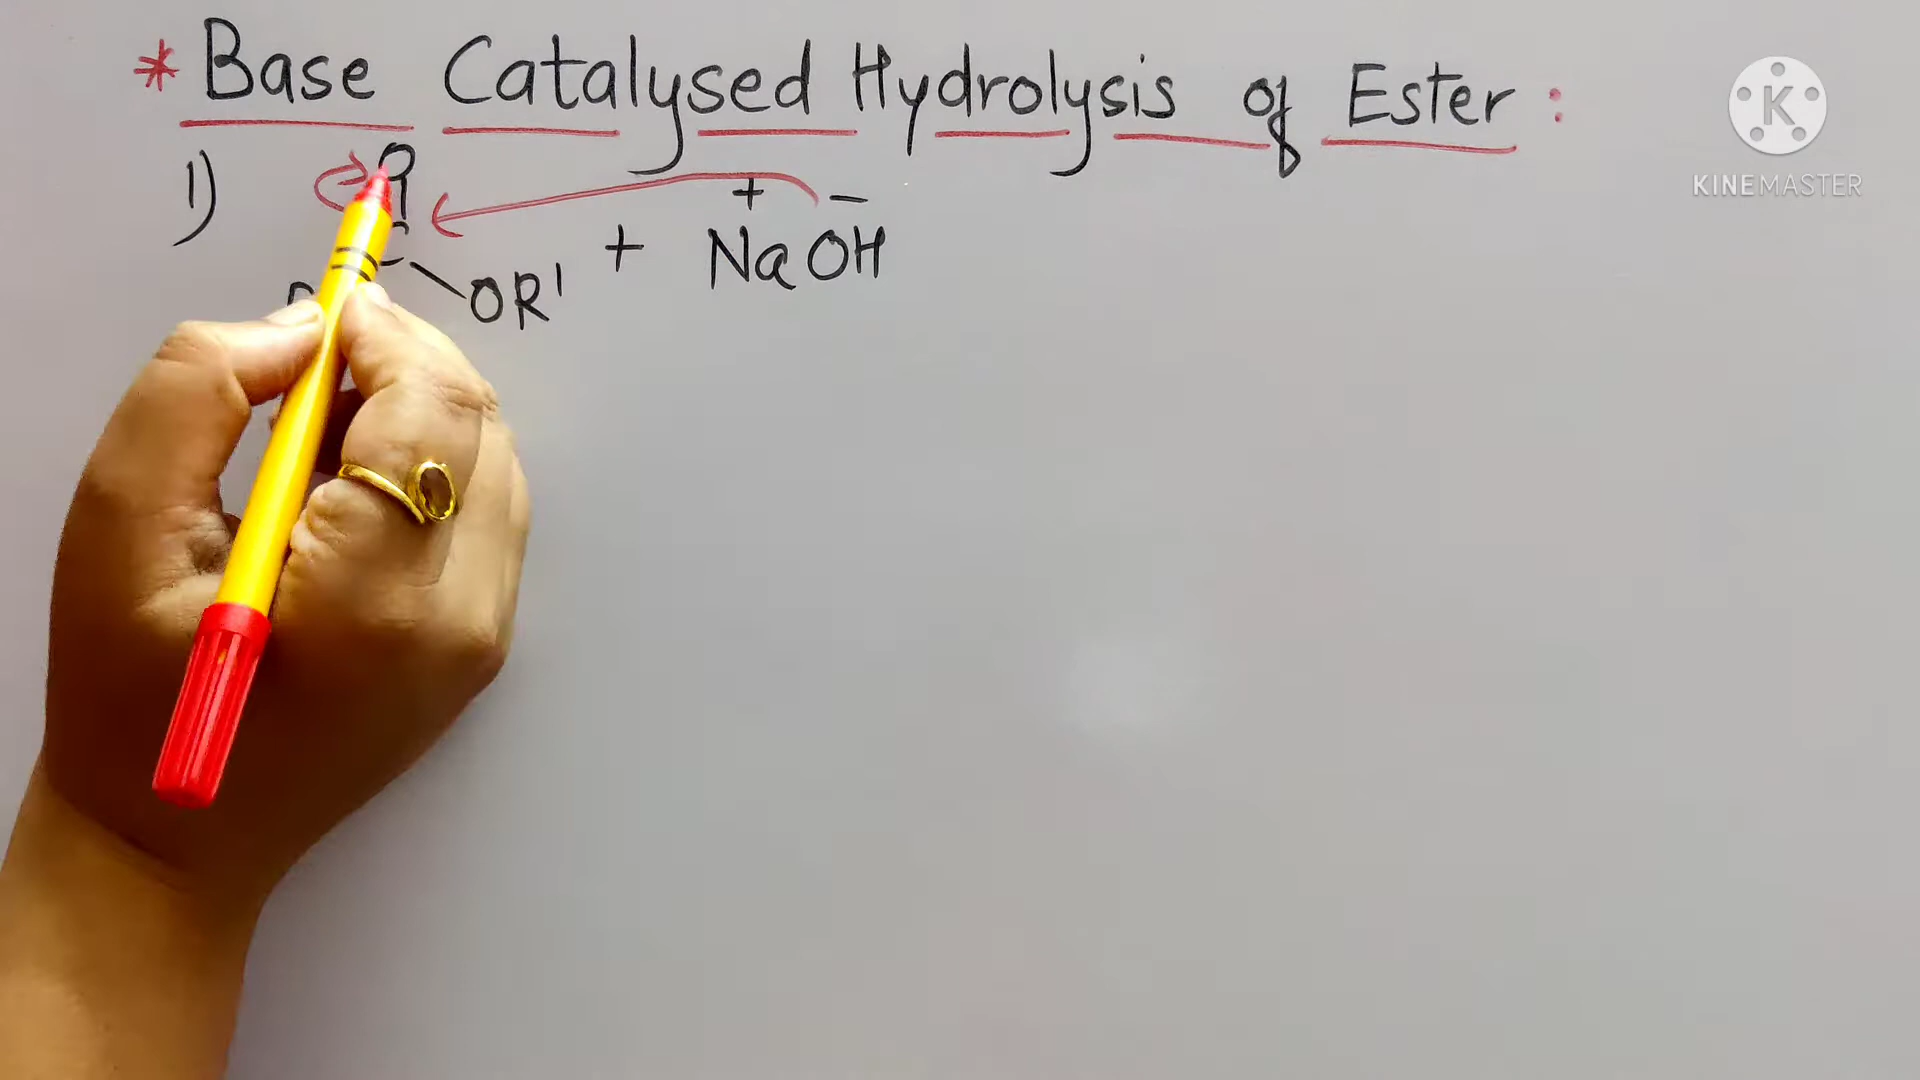 * Base Catalysed Hydrolysis of Ester :
1) O + −
C + NaOH
OR'
K
KINEMASTER